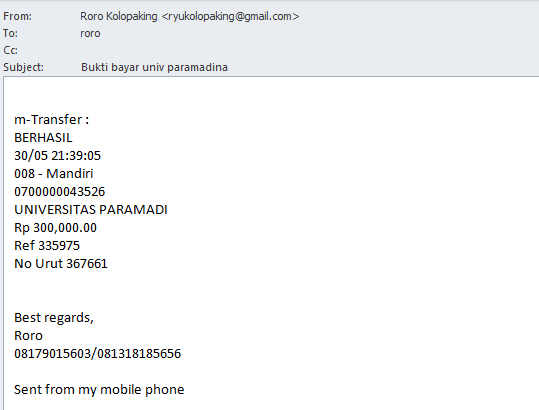 From: Roro Kolopaking <ryukolopaking@gmail.com>
To: roro
Cc:
Subject: Bukti bayar univ paramadina
m-Transfer :
BERHASIL
30/05 21:39:05
008 - Mandiri
0700000043526
UNIVERSITAS PARAMADI
Rp 300,000.00
Ref 335975
No Urut 367661
Best regards,
Roro
08179015603/081318185656
Sent from my mobile phone